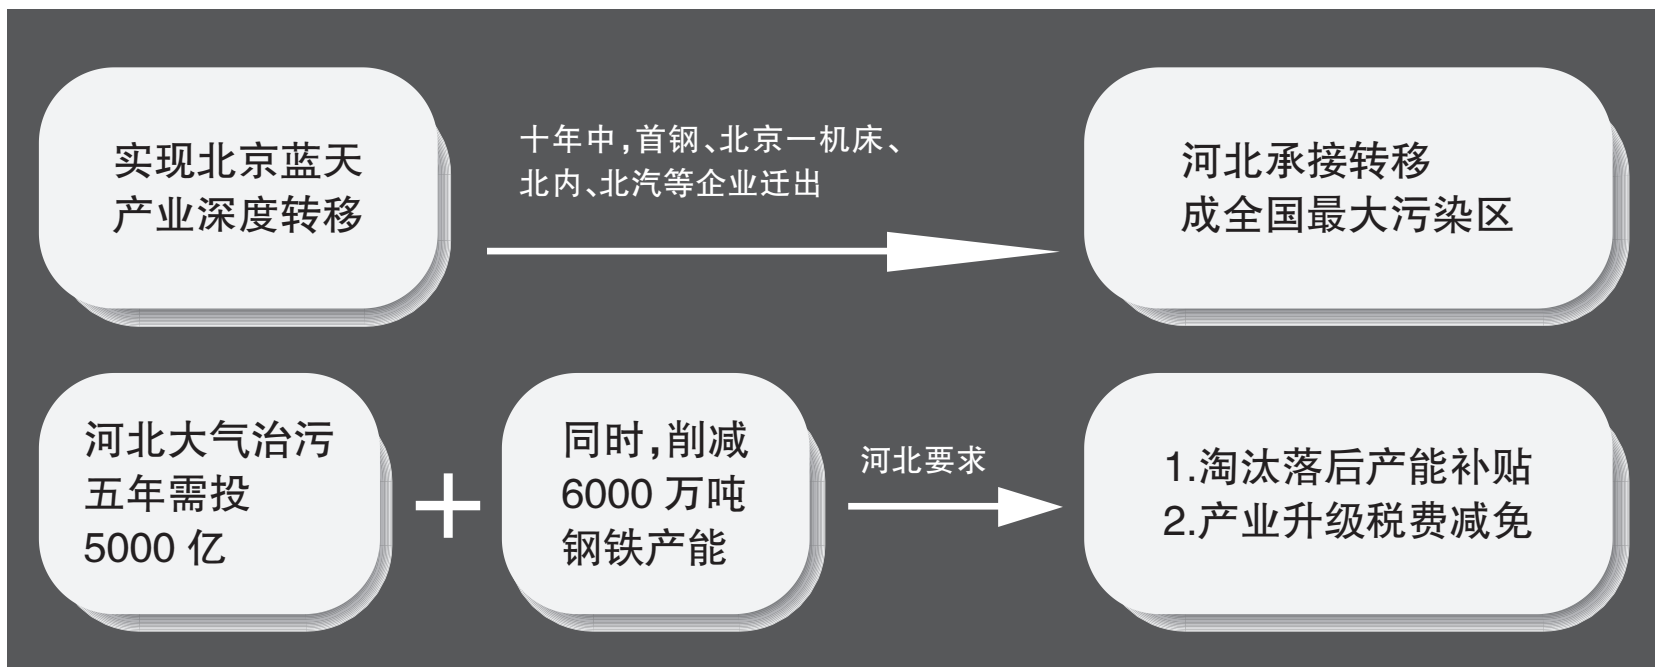 实现北京蓝天
产业深度转移
十年中,首钢、北京一机床、
北内、北汽等企业迁出
河北承接转移
成全国最大污染区
河北大气治污
五年需投
5000 亿
+
同时,削减
6000 万吨
钢铁产能
河北要求
1.淘汰落后产能补贴
2.产业升级税费减免